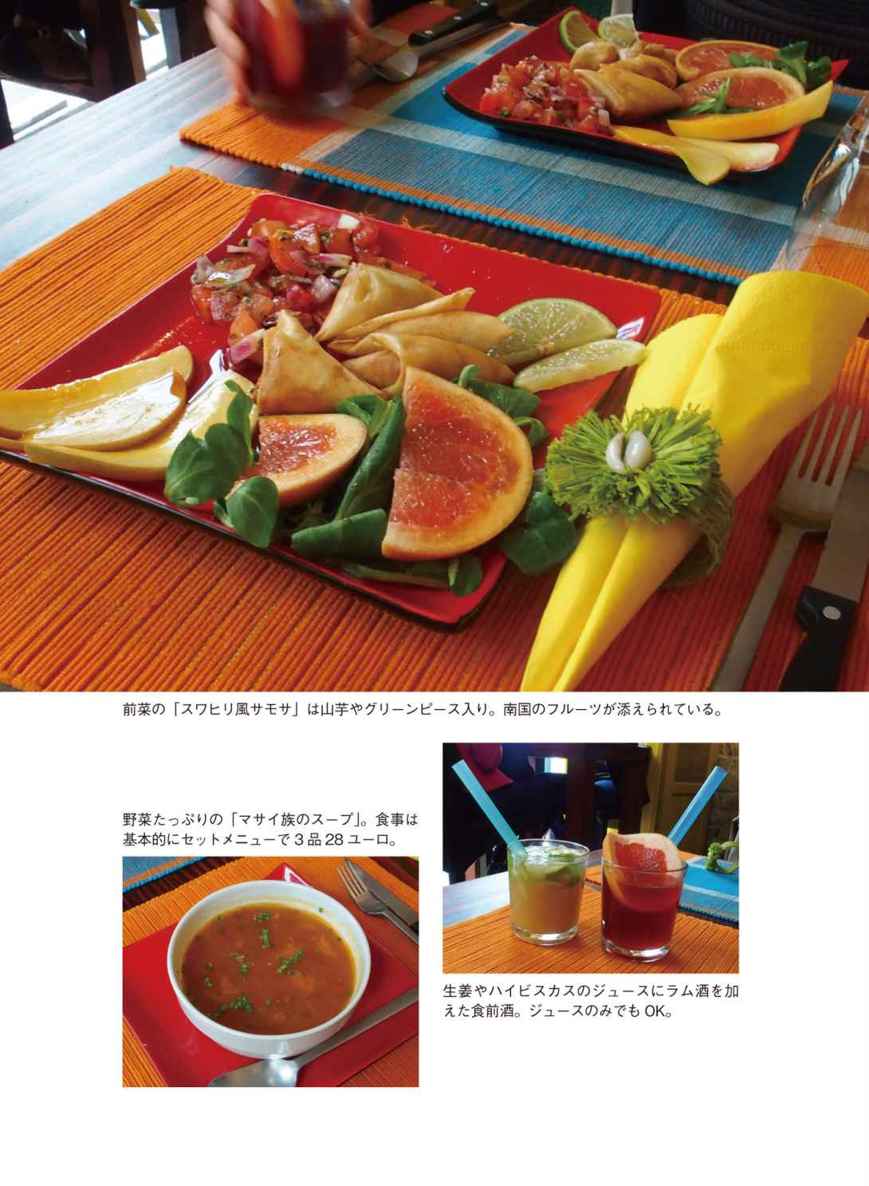 前菜の「スワヒリ風サモサ」は山芋やグリーンピース入り。南国のフルーツが添えられている。
野菜たっぷりの「マサイ族のスープ」。食事は
基本的にセットメニューで 3 品 28 ユーロ。
生姜やハイビスカスのジュースにラム酒を加
えた食前酒。ジュースのみでも OK。